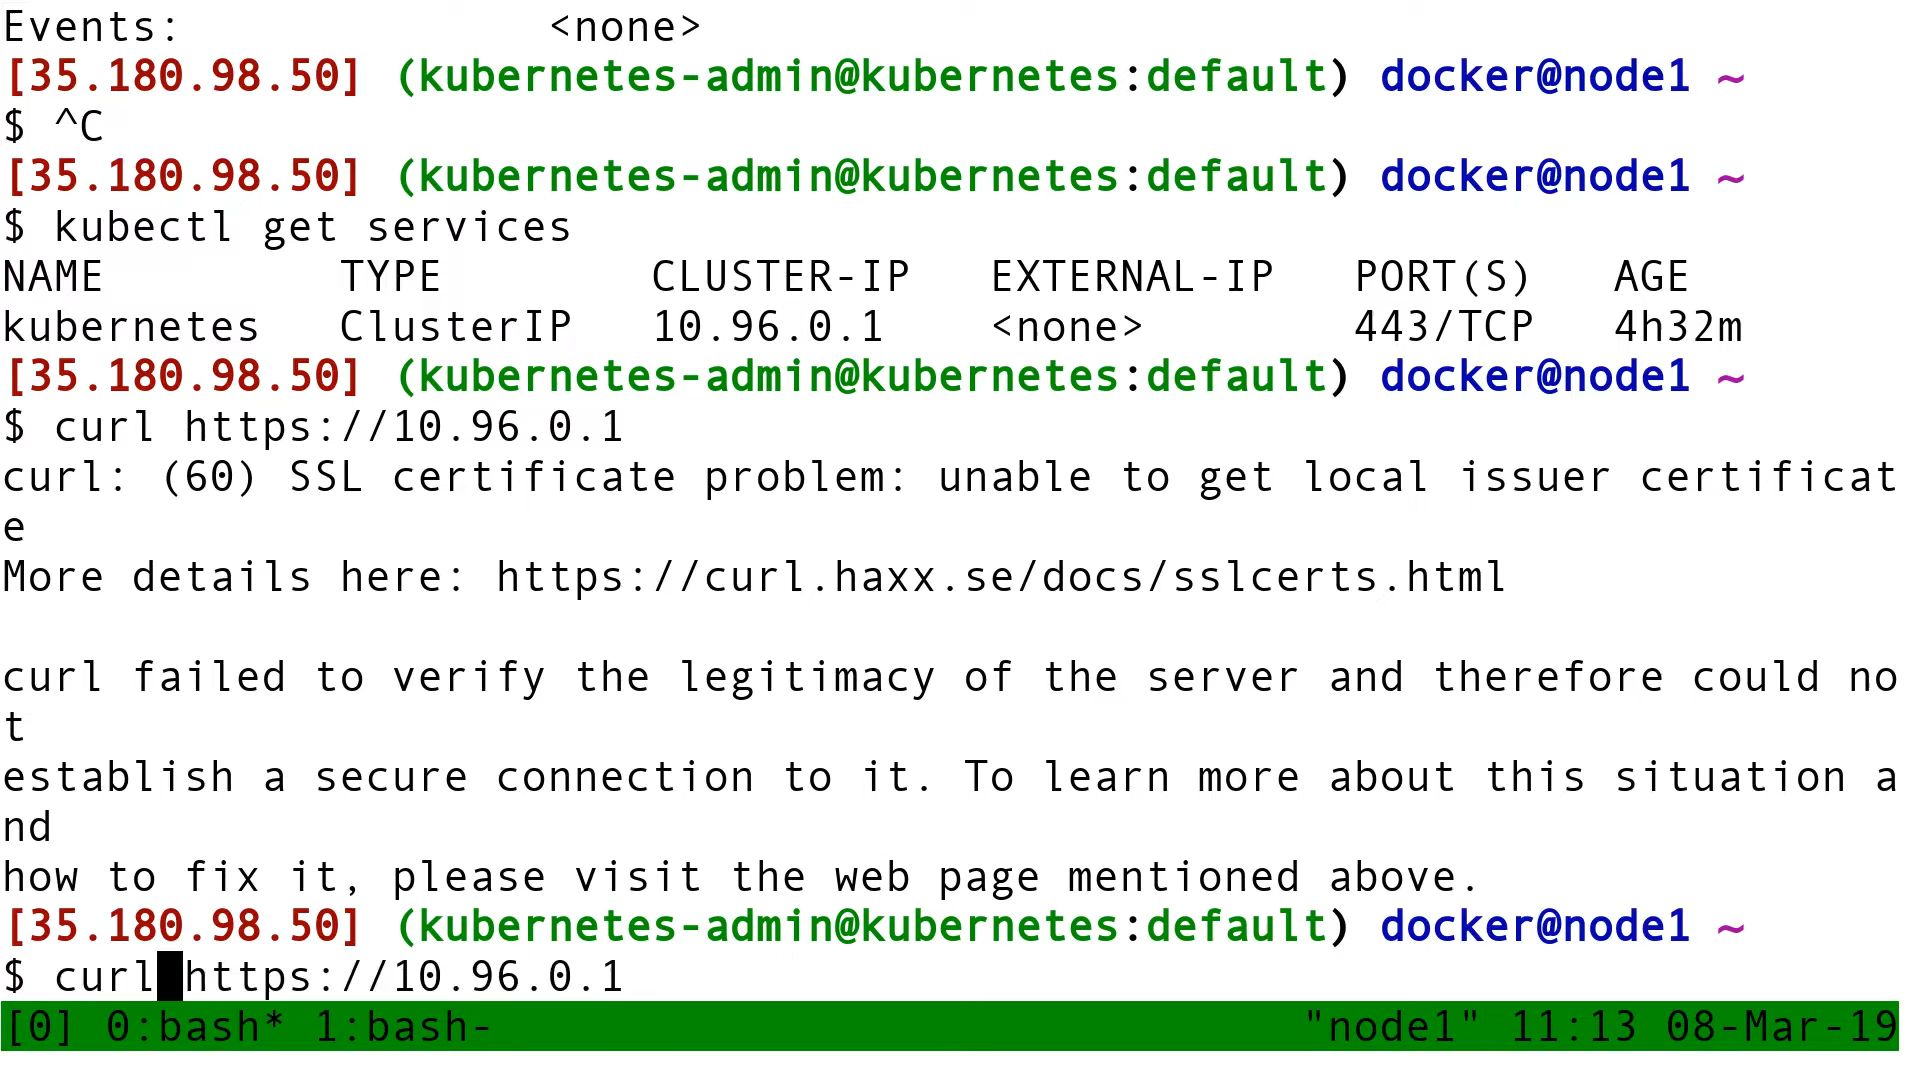 Events:              <none>
[35.180.98.50] (kubernetes-admin@kubernetes:default) docker@node1 ~
$ ^C
[35.180.98.50] (kubernetes-admin@kubernetes:default) docker@node1 ~
$ kubectl get services
NAME         TYPE        CLUSTER-IP   EXTERNAL-IP   PORT(S)   AGE
kubernetes   ClusterIP   10.96.0.1    <none>        443/TCP   4h32m
[35.180.98.50] (kubernetes-admin@kubernetes:default) docker@node1 ~
$ curl https://10.96.0.1
curl: (60) SSL certificate problem: unable to get local issuer certificat
e
More details here: https://curl.haxx.se/docs/sslcerts.html

curl failed to verify the legitimacy of the server and therefore could no
t
establish a secure connection to it. To learn more about this situation a
nd
how to fix it, please visit the web page mentioned above.
[35.180.98.50] (kubernetes-admin@kubernetes:default) docker@node1 ~
$ curl https://10.96.0.1
[0] 0:bash* 1:bash-                                "node1" 11:13 08-Mar-19